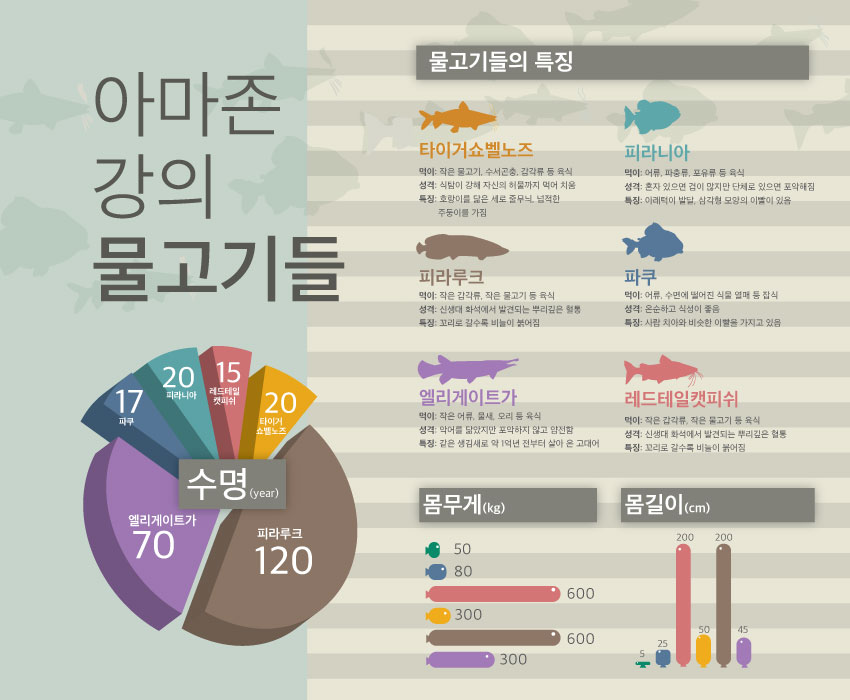 아마존
강의
물고기들
물고기들의 특징
타이거쇼벨노즈
먹이: 작은 물고기, 수서곤충, 갑각류 등 육식
성격: 식탐이 강해 자신의 허물까지 먹어 치움
특징: 호랑이를 닮은 세로 줄무늬, 넓적한
주둥이를 가짐
피라니아
먹이: 어류, 파충류, 포유류 등 육식
성격: 혼자 있으면 겁이 많지만 단체로 있으면 포악해짐
특징: 아래턱이 발달, 삼각형 모양의 이빨이 있음
피라루크
먹이: 작은 갑각류, 작은 물고기 등 육식
성격: 신생대 화석에서 발견되는 뿌리깊은 혈통
특징: 꼬리로 갈수록 비늘이 붉어짐
파쿠
먹이: 어류, 수면에 떨어진 식물 열매 등 잡식
성격: 온순하고 식성이 좋음
특징: 사람 치아와 비슷한 이빨을 가지고 있음
엘리게이트가
먹이: 작은 어류, 물새, 오리 등 육식
성격: 악어를 닮았지만 포악하지 않고 얌전함
특징: 같은 생김새로 약 1억년 전부터 살아 온 고대어
레드테일캣피쉬
먹이: 작은 갑각류, 작은 물고기 등 육식
성격: 신생대 화석에서 발견되는 뿌리깊은 혈통
특징: 꼬리로 갈수록 비늘이 붉어짐
수명(year)
17
파쿠
20
피라니아
15
레드테일
캣피쉬
20
타이거
쇼벨노즈
엘리게이트가
70
피라루크
120
몸무게(kg)
50
80
600
300
600
300
몸길이(cm)
5
25
200
50
200
45